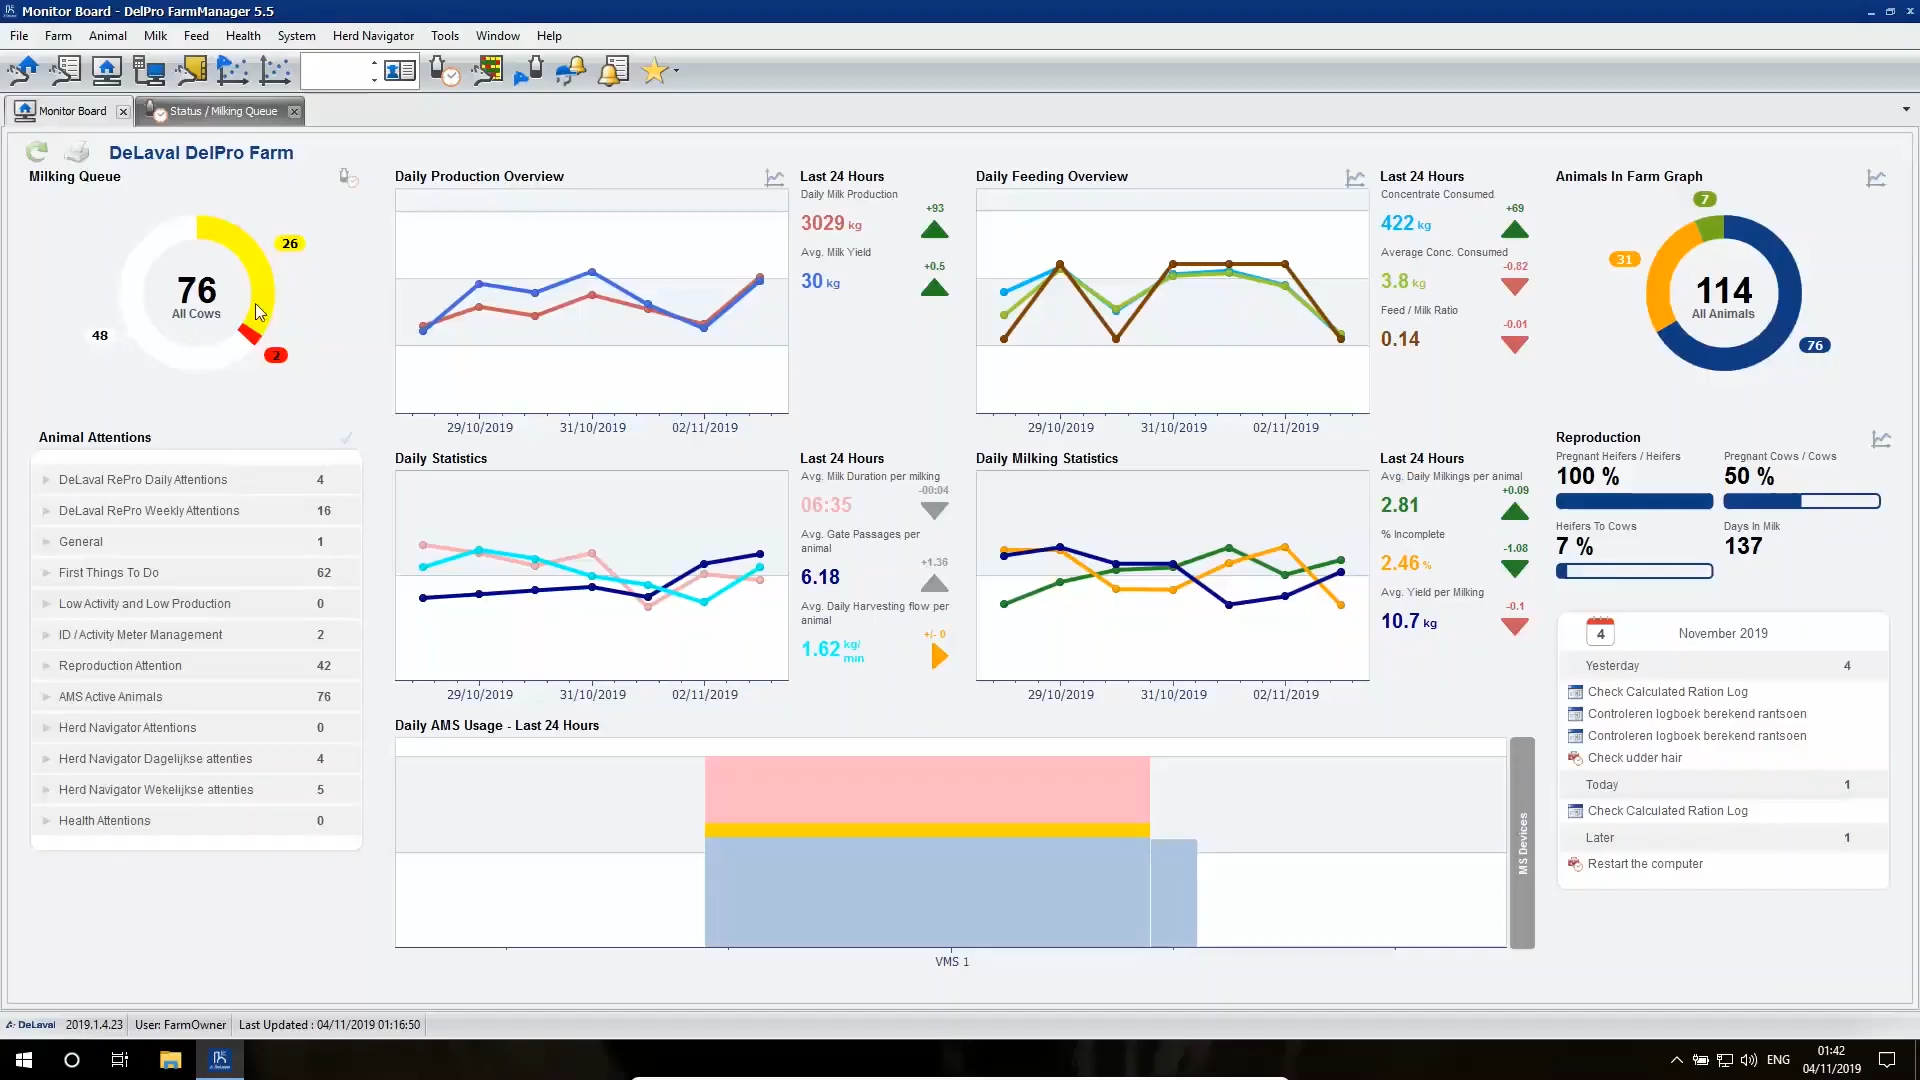 Monitor Board - DelPro FarmManager 5.5
File Farm Animal Milk Feed Health System Herd Navigator Tools Window Help
Monitor Board
Status / Milking Queue
DeLaval DelPro Farm
Milking Queue
26
76
All Cows
48
2
Animal Attentions
DeLaval RePro Daily Attentions 4
DeLaval RePro Weekly Attentions 16
General 1
First Things To Do 62
Low Activity and Low Production 0
ID / Activity Meter Management 2
Reproduction Attention 42
AMS Active Animals 76
Herd Navigator Attentions 0
Herd Navigator Dagelijkse attenties 4
Herd Navigator Wekelijkse attenties 5
Health Attentions 0
Daily Production Overview
29/10/2019 31/10/2019 02/11/2019
Last 24 Hours
Daily Milk Production
+93
3029 kg
Avg. Milk Yield
+0.5
30 kg
Daily Feeding Overview
29/10/2019 31/10/2019 02/11/2019
Last 24 Hours
Concentrate Consumed
+69
422 kg
Average Conc. Consumed
-0.82
3.8 kg
Feed / Milk Ratio
-0.01
0.14
Daily Statistics
29/10/2019 31/10/2019 02/11/2019
Last 24 Hours
Avg. Milk Duration per milking
-00:04
06:35
Avg. Gate Passages per
animal
+1.36
6.18
Avg. Daily Harvesting flow per
animal
+/- 0
1.62 kg/
min
Daily Milking Statistics
29/10/2019 31/10/2019 02/11/2019
Last 24 Hours
Avg. Daily Milkings per animal
+0.09
2.81
% Incomplete
-1.08
2.46 %
Avg. Yield per Milking
-0.1
10.7 kg
Daily AMS Usage - Last 24 Hours
VMS 1
MS Devices
Animals In Farm Graph
7
31
114
All Animals
76
Reproduction
Pregnant Heifers / Heifers Pregnant Cows / Cows
100 % 50 %
Heifers To Cows Days In Milk
7 % 137
4 November 2019
Yesterday 4
Check Calculated Ration Log
Controleren logboek berekend rantsoen
Controleren logboek berekend rantsoen
Check udder hair
Today 1
Check Calculated Ration Log
Later 1
Restart the computer
DeLaval 2019.1.4.23 User: FarmOwner Last Updated : 04/11/2019 01:16:50
ENG
01:42
04/11/2019